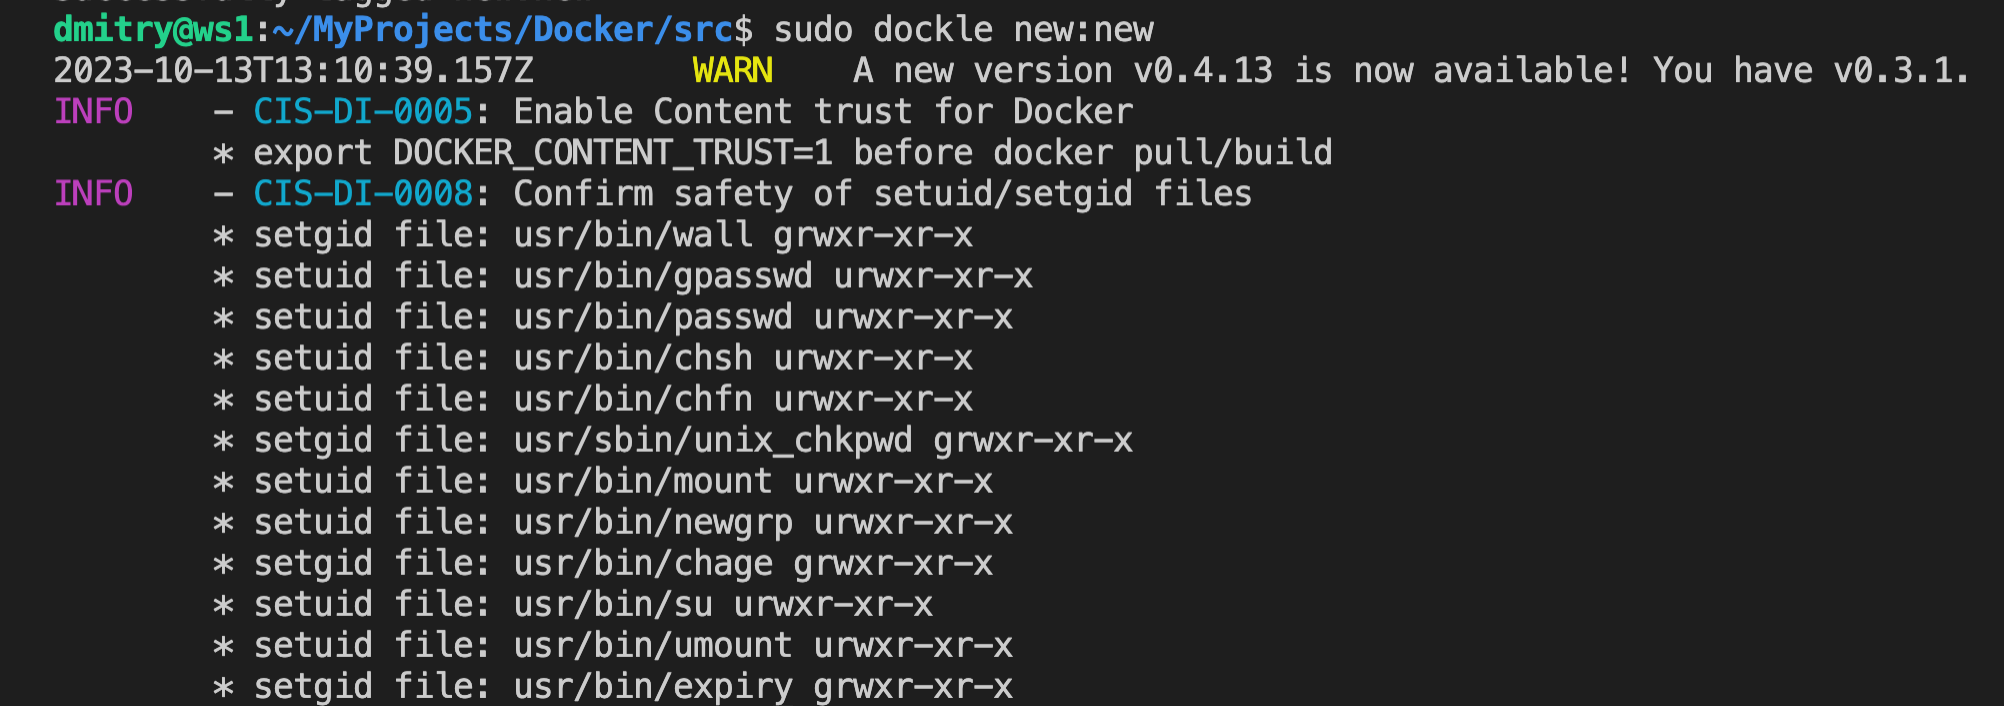 dmitry@ws1:~/MyProjects/Docker/src$ sudo dockle new:new
2023-10-13T13:10:39.157Z WARN A new version v0.4.13 is now available! You have v0.3.1.
INFO - CIS-DI-0005: Enable Content trust for Docker
* export DOCKER_CONTENT_TRUST=1 before docker pull/build
INFO - CIS-DI-0008: Confirm safety of setuid/setgid files
* setgid file: usr/bin/wall grwxr-xr-x
* setuid file: usr/bin/gpasswd urwxr-xr-x
* setuid file: usr/bin/passwd urwxr-xr-x
* setuid file: usr/bin/chsh urwxr-xr-x
* setuid file: usr/bin/chfn urwxr-xr-x
* setgid file: usr/sbin/unix_chkpwd grwxr-xr-x
* setuid file: usr/bin/mount urwxr-xr-x
* setuid file: usr/bin/newgrp urwxr-xr-x
* setgid file: usr/bin/chage grwxr-xr-x
* setuid file: usr/bin/su urwxr-xr-x
* setuid file: usr/bin/umount urwxr-xr-x
* setgid file: usr/bin/expiry grwxr-xr-x